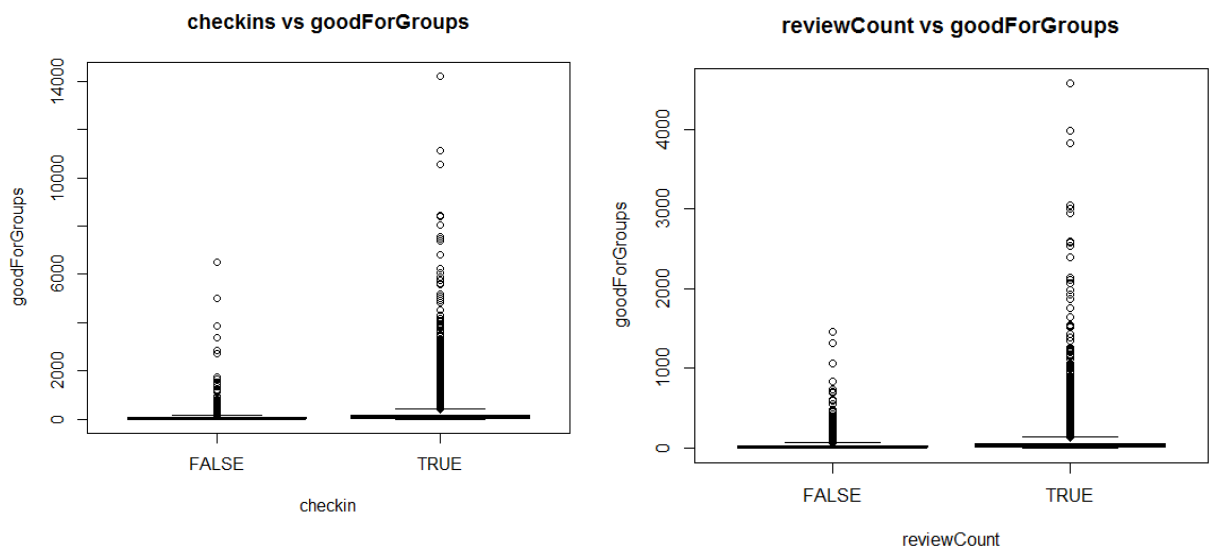 checkins vs goodForGroups
goodForGroups
14000
10000
6000
2000
0
FALSE
TRUE
checkin
reviewCount vs goodForGroups
goodForGroups
4000
3000
2000
1000
0
FALSE
TRUE
reviewCount